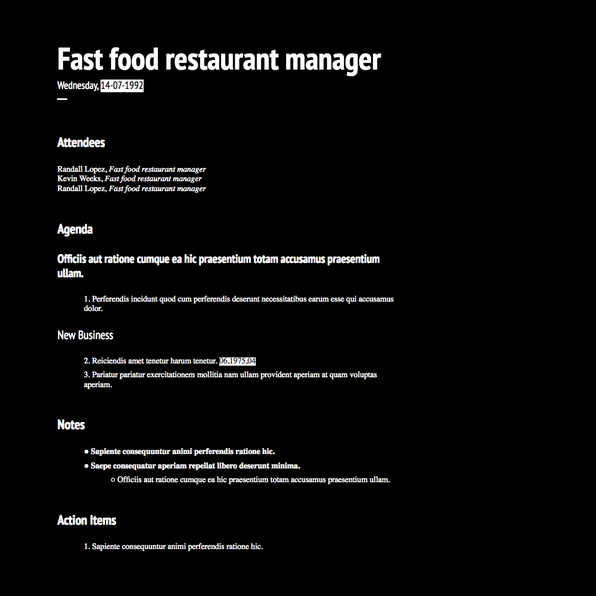 Fast food restaurant manager
Wednesday, 14-07-1992
Attendees
Randall Lopez, Fast food restaurant manager
Kevin Weeks, Fast food restaurant manager
Randall Lopez, Fast food restaurant manager
Agenda
Officiis aut ratione cumque ea hic praesentium totam accusamus praesentium
ullam.
1. Perferendis incidunt quod cum perferendis deserunt necessitatibus earum esse qui accusamus
dolor.
New Business
2. Reiciendis amet tenetur harum tenetur. 06.1975.04
3. Pariatur pariatur exercitationem mollitia nam ullam provident aperiam at quam voluptas
aperiam.
Notes
● Sapiente consequuntur animi perferendis ratione hic.
● Saepe consequatur aperiam repellat libero deserunt minima.
○ Officiis aut ratione cumque ea hic praesentium totam accusamus praesentium ullam.
Action Items
1. Sapiente consequuntur animi perferendis ratione hic.